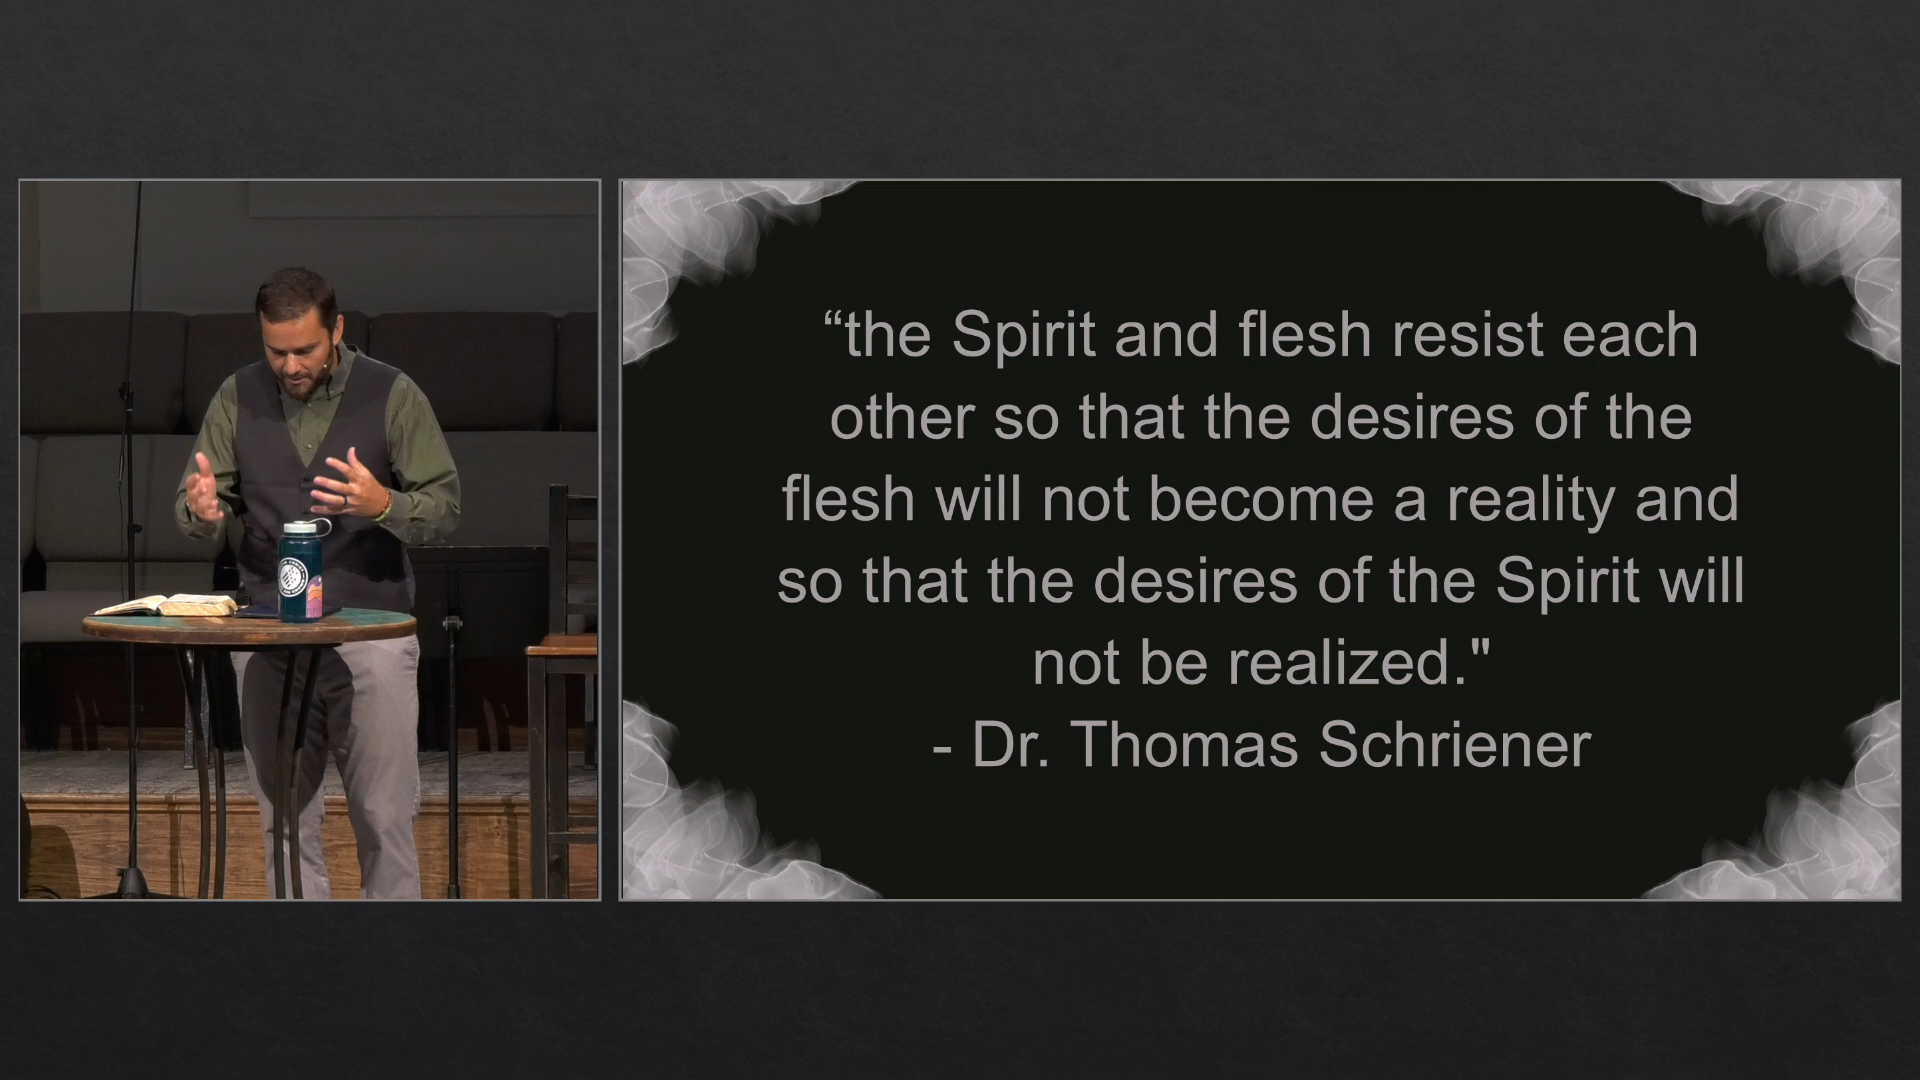 “the Spirit and flesh resist each
other so that the desires of the
flesh will not become a reality and
so that the desires of the Spirit will
not be realized."
- Dr. Thomas Schriener